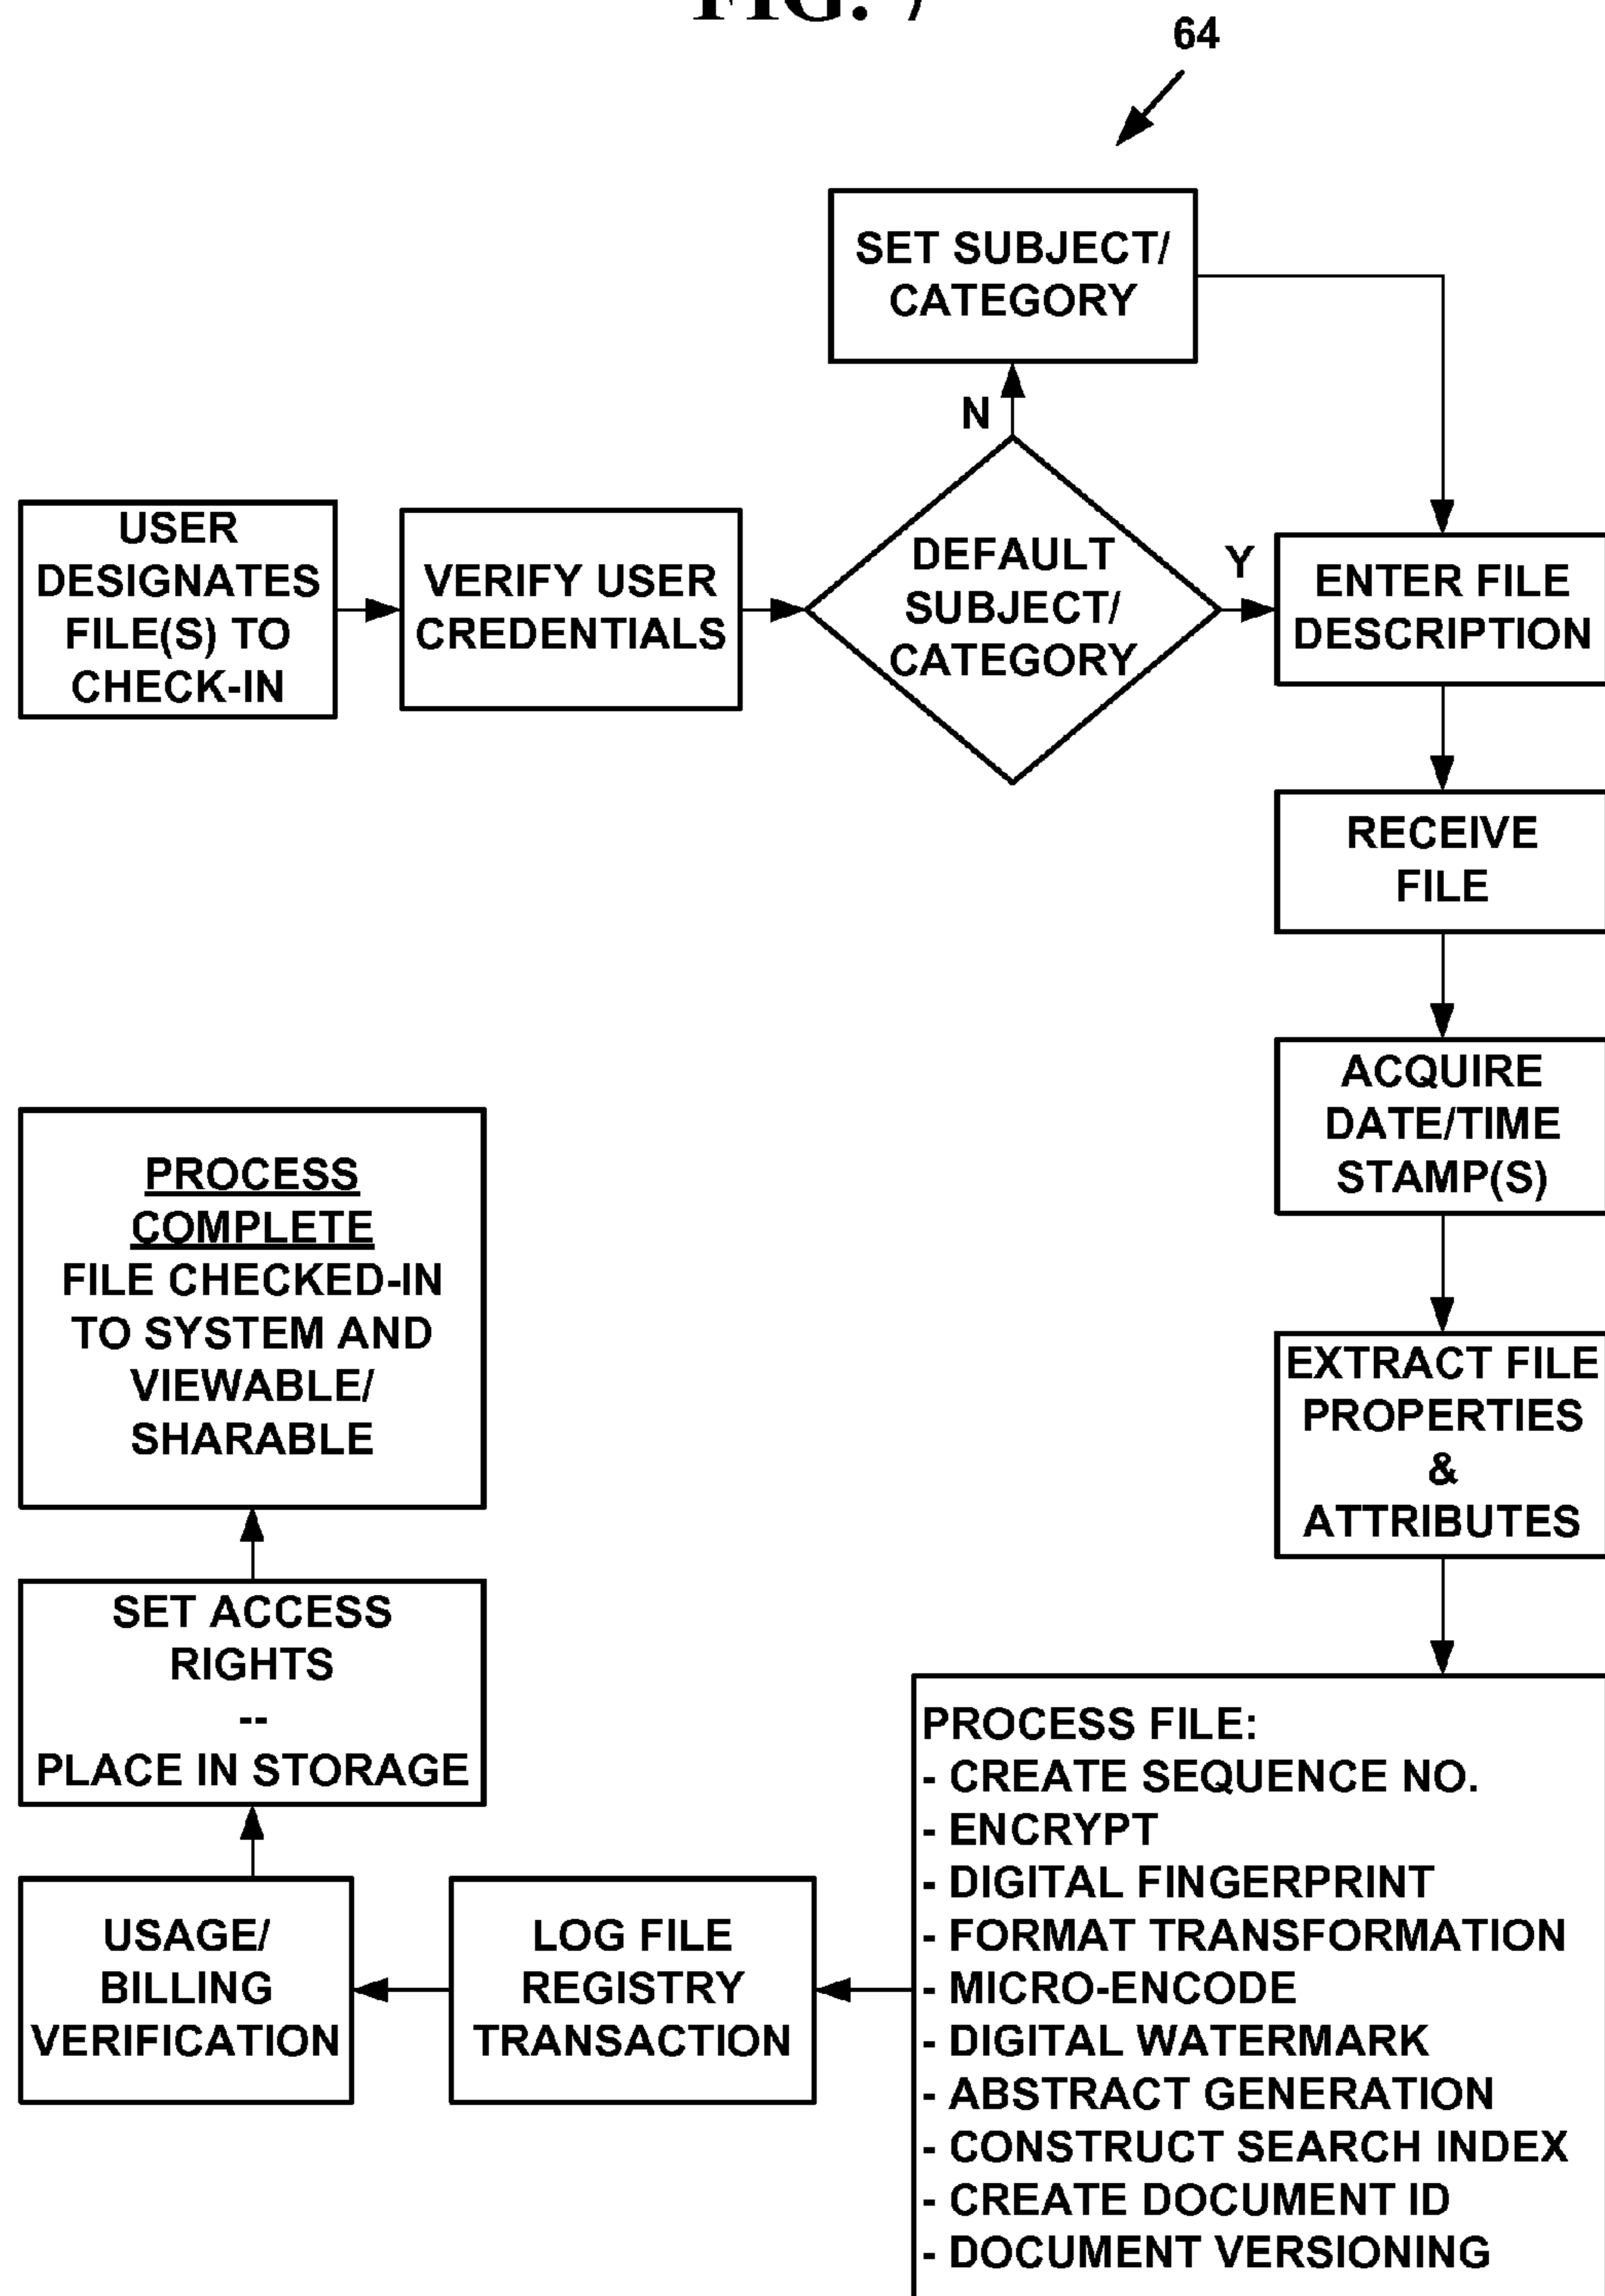 FIG. 7
64
SET SUBJECT/
CATEGORY
N
USER
DESIGNATES
FILE(S) TO
CHECK-IN
VERIFY USER
CREDENTIALS
DEFAULT
SUBJECT/
CATEGORY
Y
ENTER FILE
DESCRIPTION
RECEIVE
FILE
ACQUIRE
DATE/TIME
STAMP(S)
EXTRACT FILE
PROPERTIES
&
ATTRIBUTES
PROCESS FILE:
- CREATE SEQUENCE NO.
- ENCRYPT
- DIGITAL FINGERPRINT
- FORMAT TRANSFORMATION
- MICRO-ENCODE
- DIGITAL WATERMARK
- ABSTRACT GENERATION
- CONSTRUCT SEARCH INDEX
- CREATE DOCUMENT ID
- DOCUMENT VERSIONING
LOG FILE
REGISTRY
TRANSACTION
USAGE/
BILLING
VERIFICATION
SET ACCESS
RIGHTS
--
PLACE IN STORAGE
PROCESS
COMPLETE
FILE CHECKED-IN
TO SYSTEM AND
VIEWABLE/
SHARABLE